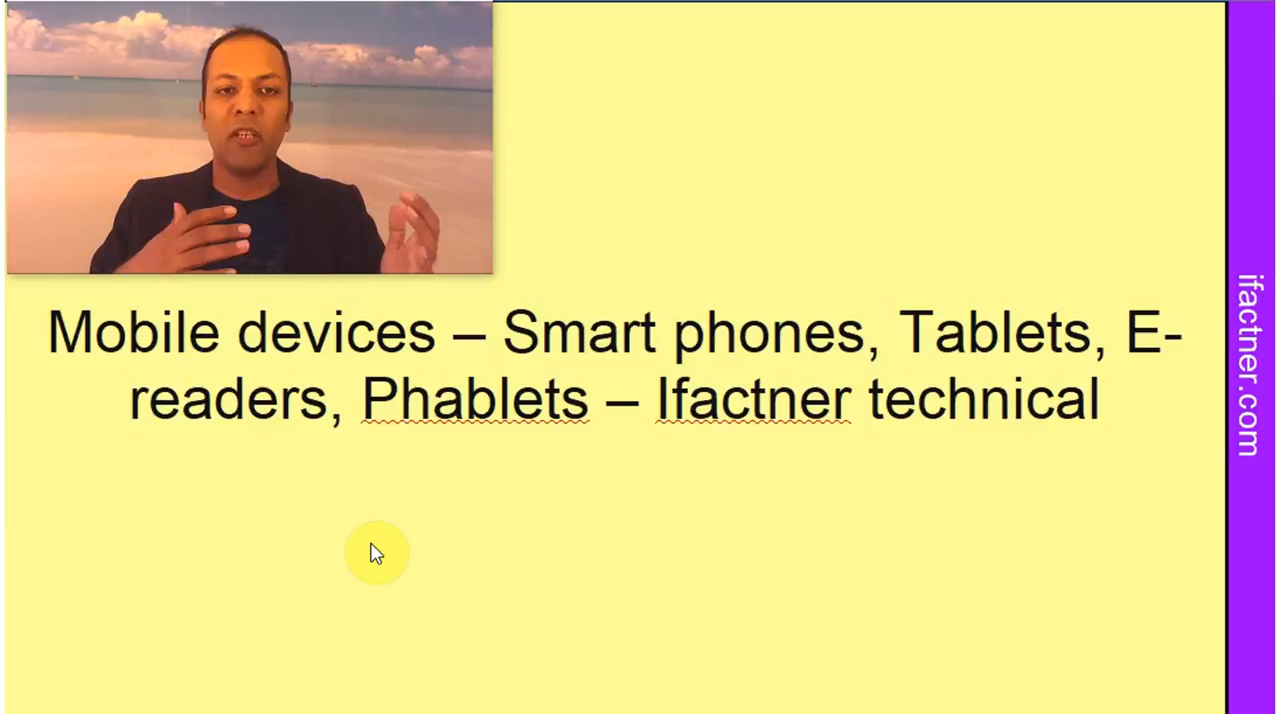 Mobile devices – Smart phones, Tablets, E-
readers, Phablets – Ifactner technical
ifactner.com